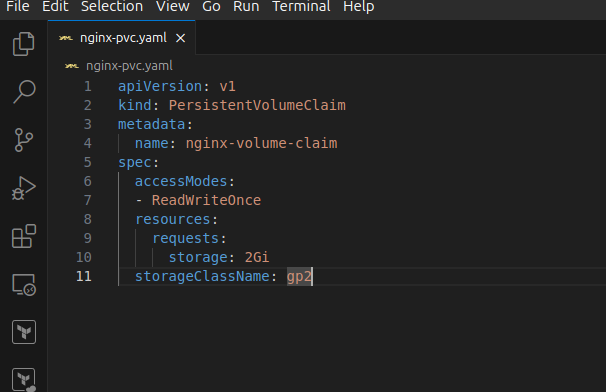 File Edit Selection View Go Run Terminal Help
YAML nginx-pvc.yaml ×
YAML nginx-pvc.yaml
1 apiVersion: v1
2 kind: PersistentVolumeClaim
3 metadata:
4 name: nginx-volume-claim
5 spec:
6 accessModes:
7 - ReadWriteOnce
8 resources:
9 requests:
10 storage: 2Gi
11 storageClassName: gp2